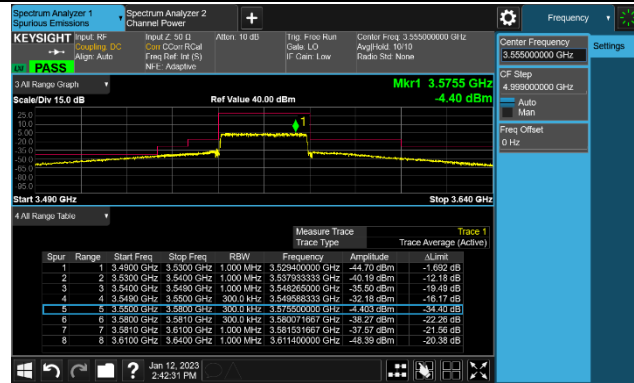 Spectrum Analyzer 1
Spurious Emissions
Spectrum Analyzer 2
Channel Power
+
Frequency
KEYSIGHT
Input: RF
Coupling: DC
Align: Auto
Input Z: 50 Ω
Corr CCorr RCal
Freq Ref: Int (S)
NFE: Adaptive
Atten: 10 dB
Trig: Free Run
Gate: LO
IF Gain: Low
Center Freq: 3.555000000 GHz
Avg|Hold: 10/10
Radio Std: None
PASS
Center Frequency
3.555000000 GHz
Settings
CF Step
4.999000000 GHz
Auto
Man
Freq Offset
0 Hz
3 All Range Graph
Mkr1 3.5755 GHz
Scale/Div 15.0 dB
Ref Value 40.00 dBm
-4.40 dBm
25.0
10.0
5.00
20.0
-35.0
-50.0
65.0
-80.0
95.0
1
Start 3.490 GHz
Stop 3.640 GHz
4 All Range Table
Measure Trace Trace 1
Trace Type Trace Average (Active)
Spur Range Start Freq Stop Freq RBW Frequency Amplitude ΔLimit
1 1 3.4900 GHz 3.5300 GHz 1.000 MHz 3.529400000 GHz -44.70 dBm -1.692 dB
2 2 3.5300 GHz 3.5400 GHz 1.000 MHz 3.537933333 GHz -40.19 dBm -12.18 dB
3 3 3.5400 GHz 3.5490 GHz 1.000 MHz 3.548265000 GHz -35.50 dBm -19.49 dB
4 4 3.5490 GHz 3.5500 GHz 300.0 kHz 3.549588333 GHz -32.18 dBm -16.17 dB
5 5 3.5500 GHz 3.5800 GHz 300.0 kHz 3.575500000 GHz -4.403 dBm -34.40 dB
6 6 3.5800 GHz 3.5810 GHz 300.0 kHz 3.580071667 GHz -38.27 dBm -22.26 dB
7 7 3.5810 GHz 3.6100 GHz 1.000 MHz 3.581531667 GHz -37.57 dBm -21.56 dB
8 8 3.6100 GHz 3.6400 GHz 1.000 MHz 3.611400000 GHz -48.39 dBm -20.38 dB
?
Jan 12, 2023
2:42:31 PM